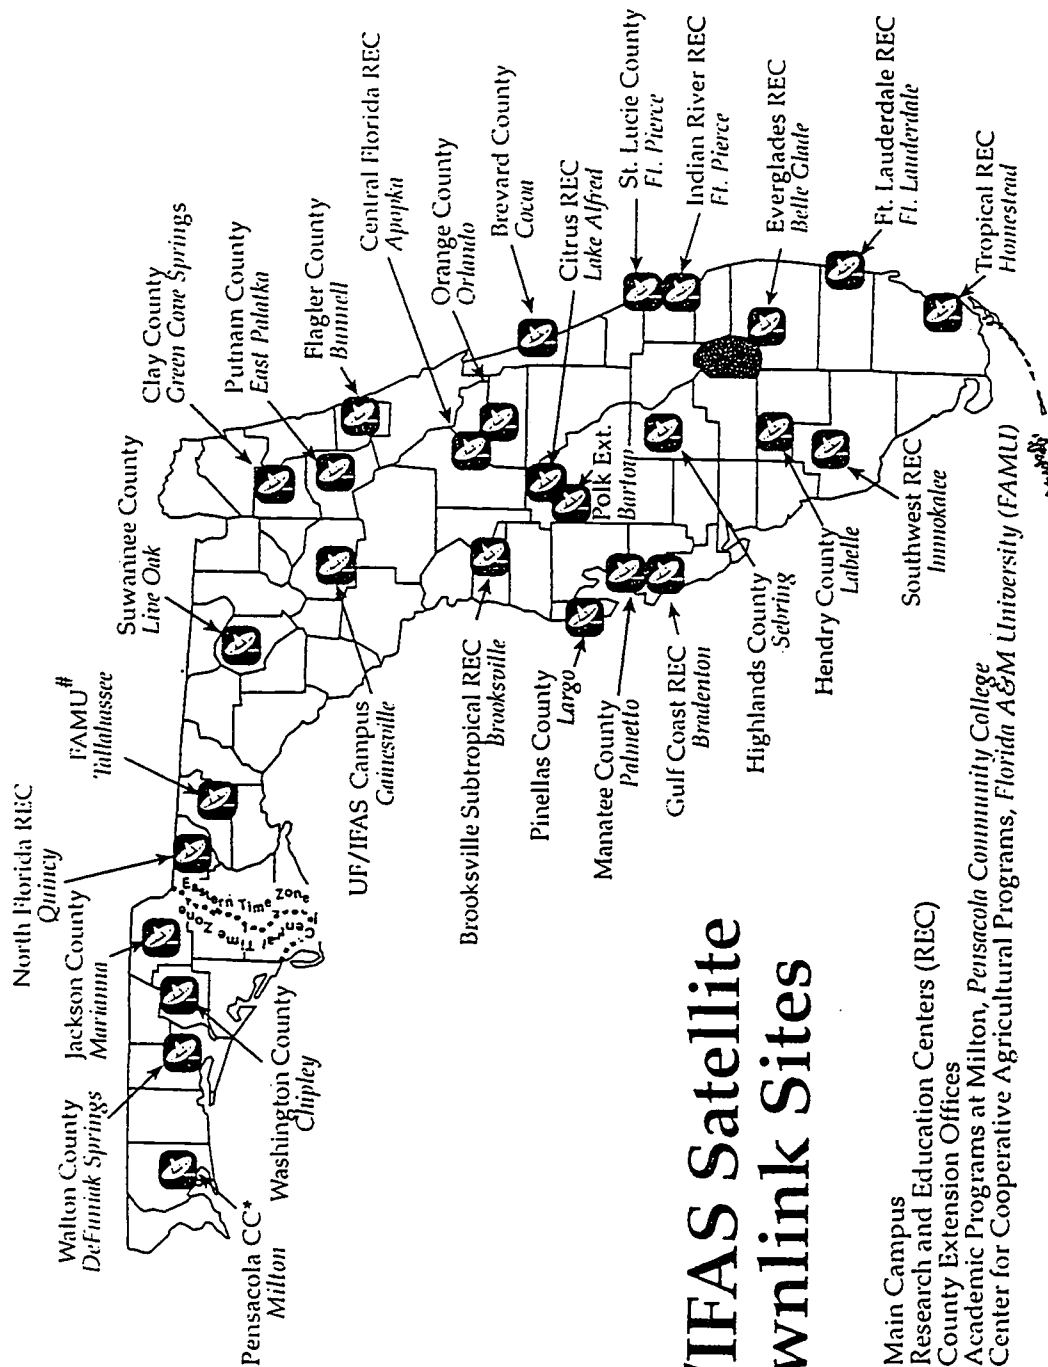 North Florida REC
Quincy
FAMU#
Tallahassee
Jackson County
Marianna
Walton County
DeFuniak Springs
Suwannee County
Live Oak
Clay County
Green Cove Springs
Putnam County
East Palatka
Flagler County
Bunnell
Central Florida REC
Apopka
Orange County
Orlando
Brevard County
Cocoa
Citrus REC
Lake Alfred
St. Lucie County
Ft. Pierce
Indian River REC
Ft. Pierce
Everglades REC
Belle Glade
Ft. Lauderdale REC
Ft. Lauderdale
Tropical REC
Homestead
Eastern Time Zone
Central Time Zone
Pensacola CC*
Milton
Washington County
Chipley
UF/IFAS Campus
Gainesville
Brooksville Subtropical REC
Brooksville
Pinellas County
Largo
Manatee County
Palmetto
Gulf Coast REC
Bradenton
Polk Ext.
Bartow
Highlands County
Sebring
Hendry County
Labelle
Southwest REC
Immokalee
/IFAS Satellite
wnlink Sites
Main Campus
Research and Education Centers (REC)
County Extension Offices
Academic Programs at Milton, Pensacola Community College
Center for Cooperative Agricultural Programs, Florida A&M University (FAMU)